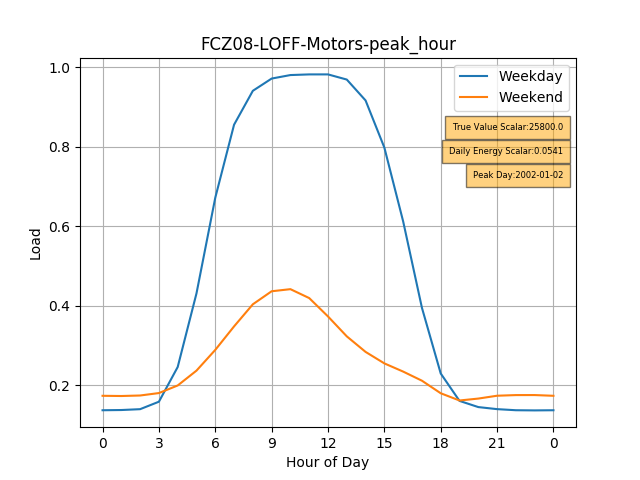 FCZ08-LOFF-Motors-peak_hour
Weekday
Weekend
True Value Scalar:25800.0
Daily Energy Scalar:0.0541
Peak Day:2002-01-02
Load
1.0
0.8
0.6
0.4
0.2
0 3 6 9 12 15 18 21 0
Hour of Day